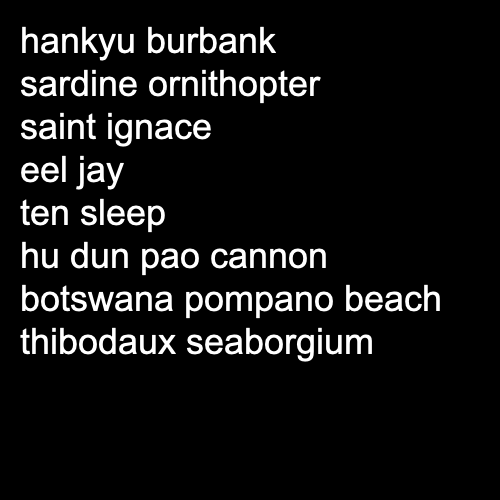 hankyu burbank
sardine ornithopter
saint ignace
eel jay
ten sleep
hu dun pao cannon
botswana pompano beach
thibodaux seaborgium